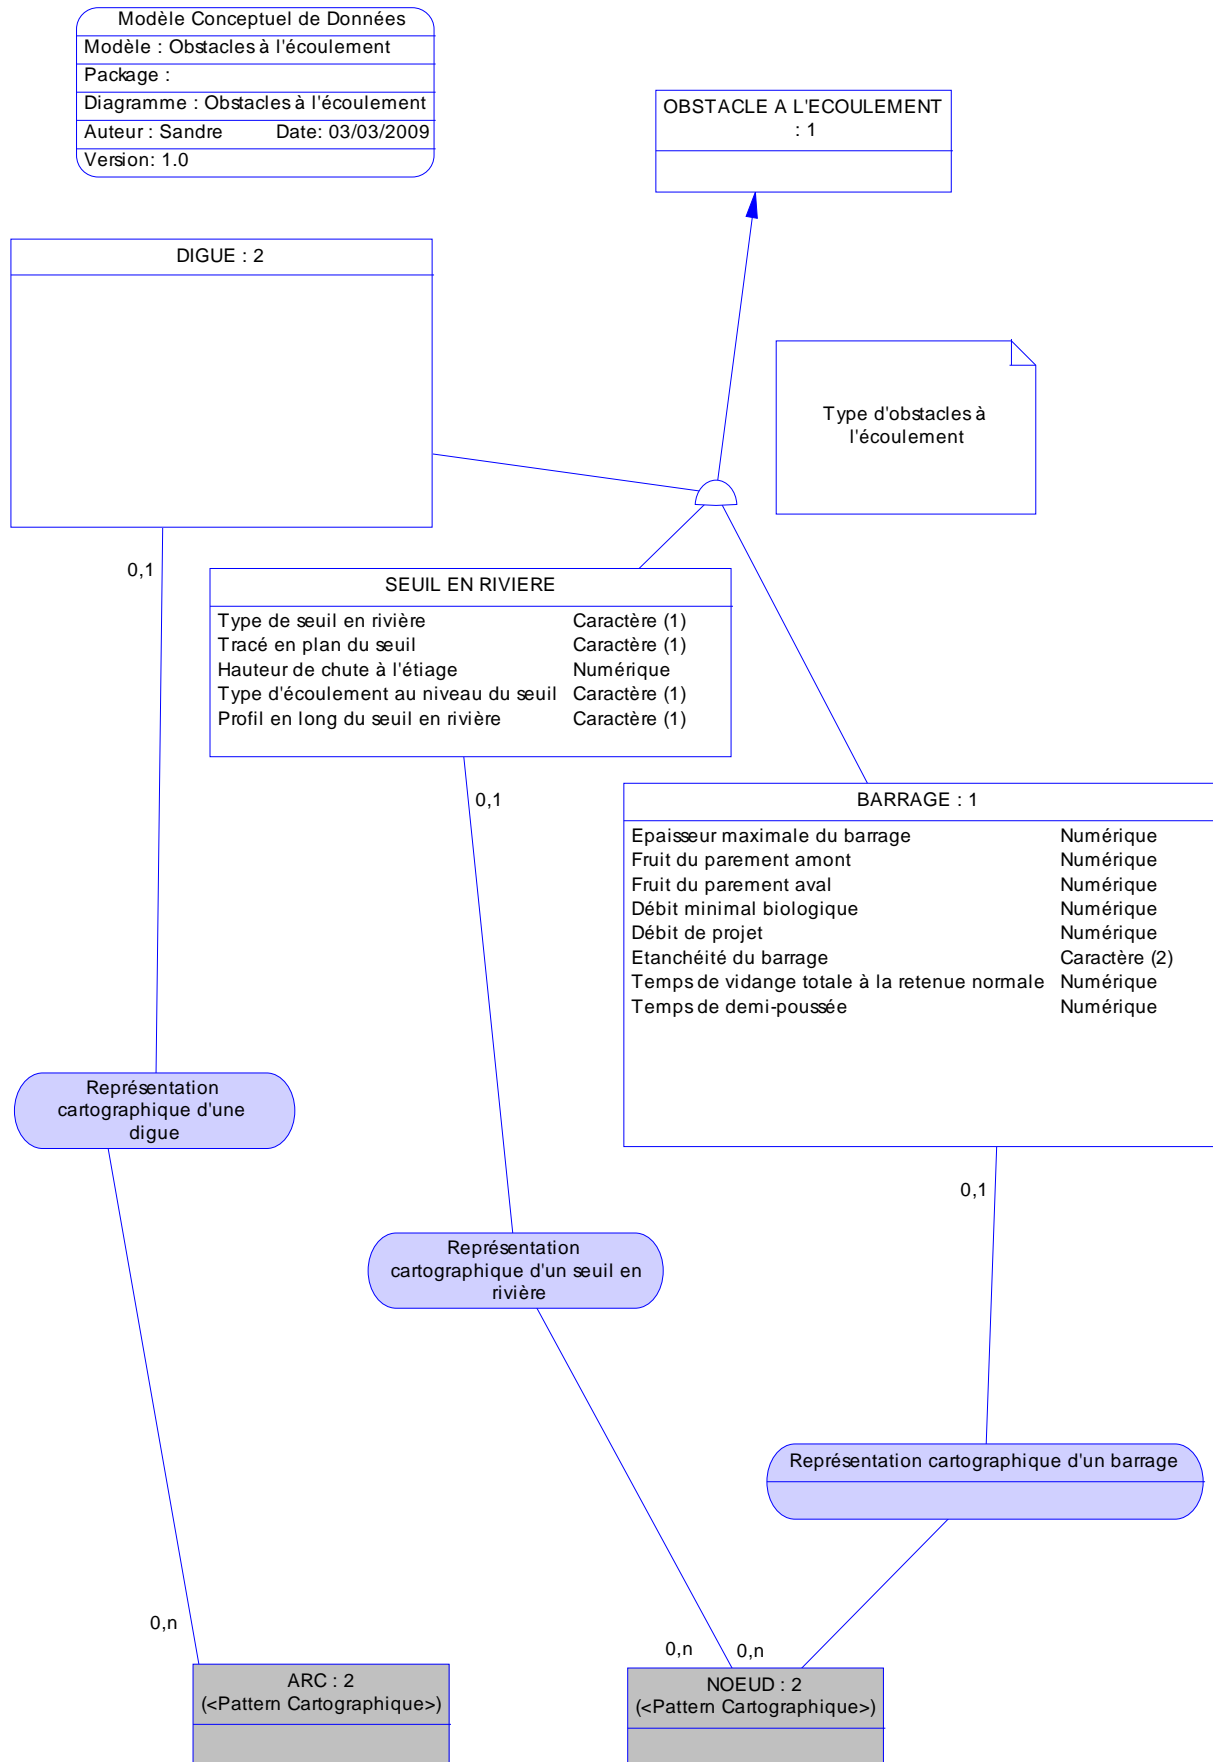 Modèle Conceptuel de Données
Modèle : Obstacles à l'écoulement
Package :
Diagramme : Obstacles à l'écoulement
Auteur : Sandre Date: 03/03/2009
Version: 1.0
OBSTACLE A L'ECOULEMENT
: 1
DIGUE : 2
Type d'obstacles à
l'écoulement
0,1
SEUIL EN RIVIERE
Type de seuil en rivière Caractère (1)
Tracé en plan du seuil Caractère (1)
Hauteur de chute à l'étiage Numérique
Type d'écoulement au niveau du seuil Caractère (1)
Profil en long du seuil en rivière Caractère (1)
0,1
BARRAGE : 1
Epaisseur maximale du barrage Numérique
Fruit du parement amont Numérique
Fruit du parement aval Numérique
Débit minimal biologique Numérique
Débit de projet Numérique
Etanchéité du barrage Caractère (2)
Temps de vidange totale à la retenue normale Numérique
Temps de demi-poussée Numérique
Représentation
cartographique d'une
digue
0,1
Représentation
cartographique d'un seuil en
rivière
Représentation cartographique d'un barrage
0,n
0,n 0,n
ARC : 2
(<Pattern Cartographique>)
NOEUD : 2
(<Pattern Cartographique>)